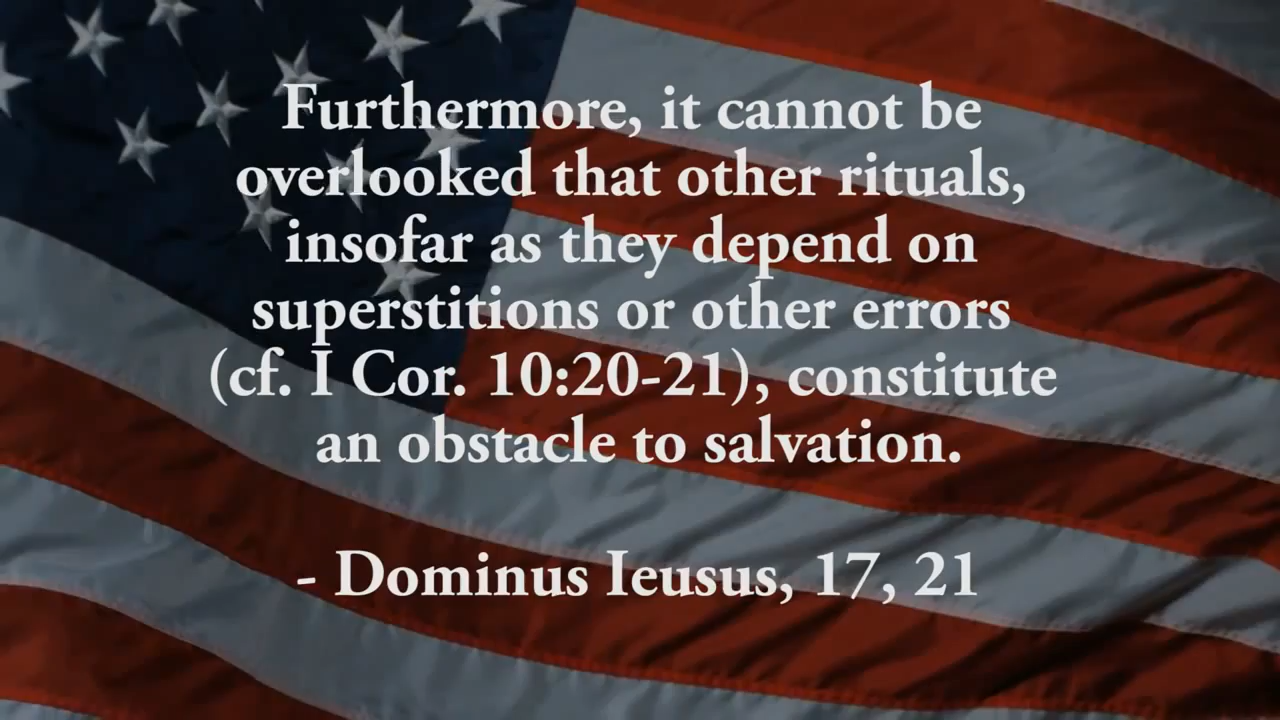 Furthermore, it cannot be
overlooked that other rituals,
insofar as they depend on
superstitions or other errors
(cf. I Cor. 10:20-21), constitute
an obstacle to salvation.
- Dominus Ieusus, 17, 21